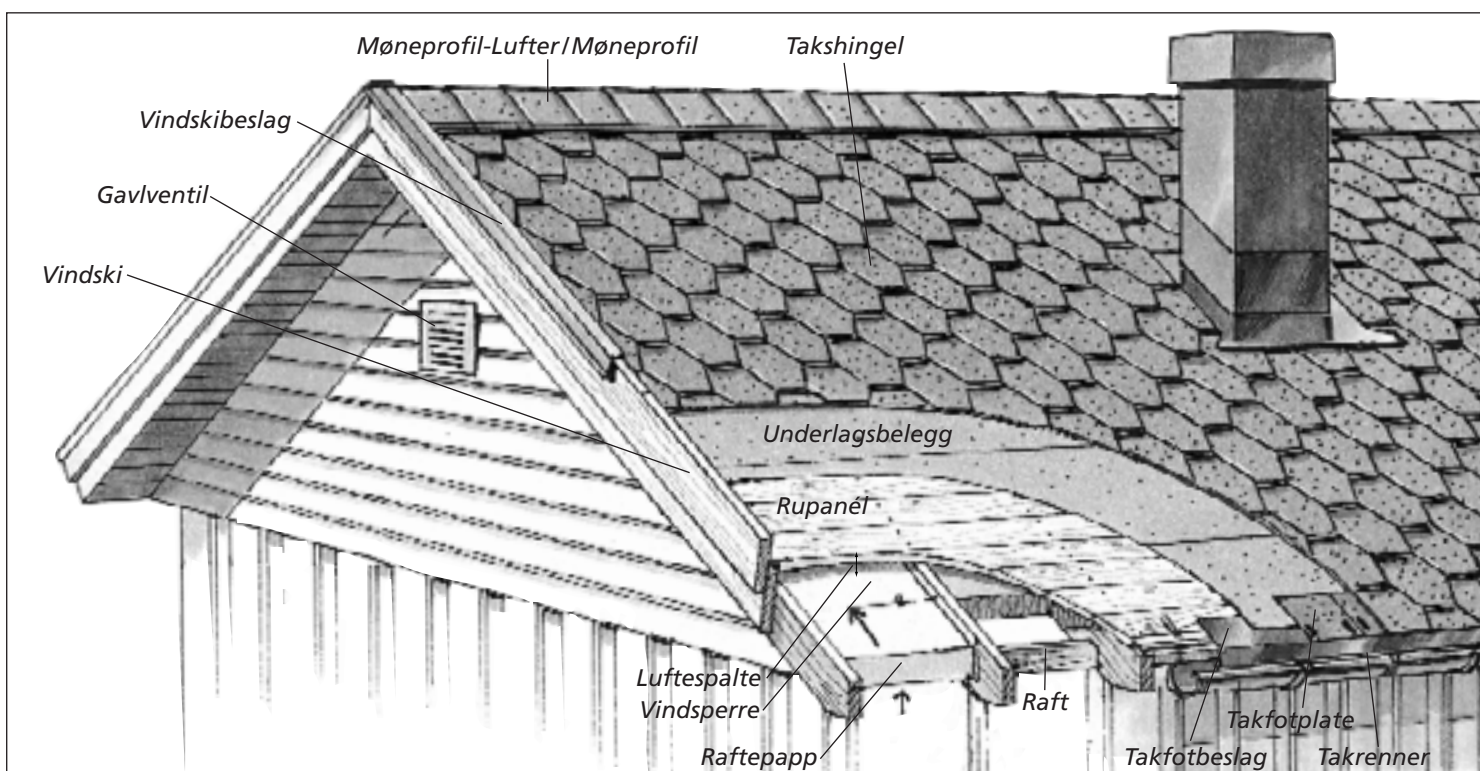 Møneprofil-Lufter/Møneprofil
Takshingel
Vindskibeslag
Gavlventil
Vindski
Underlagsbelegg
Rupanél
Luftespalte
Vindsperre
Raft
Raftepapp
Takfotplate
Takfotbeslag
Takrenner